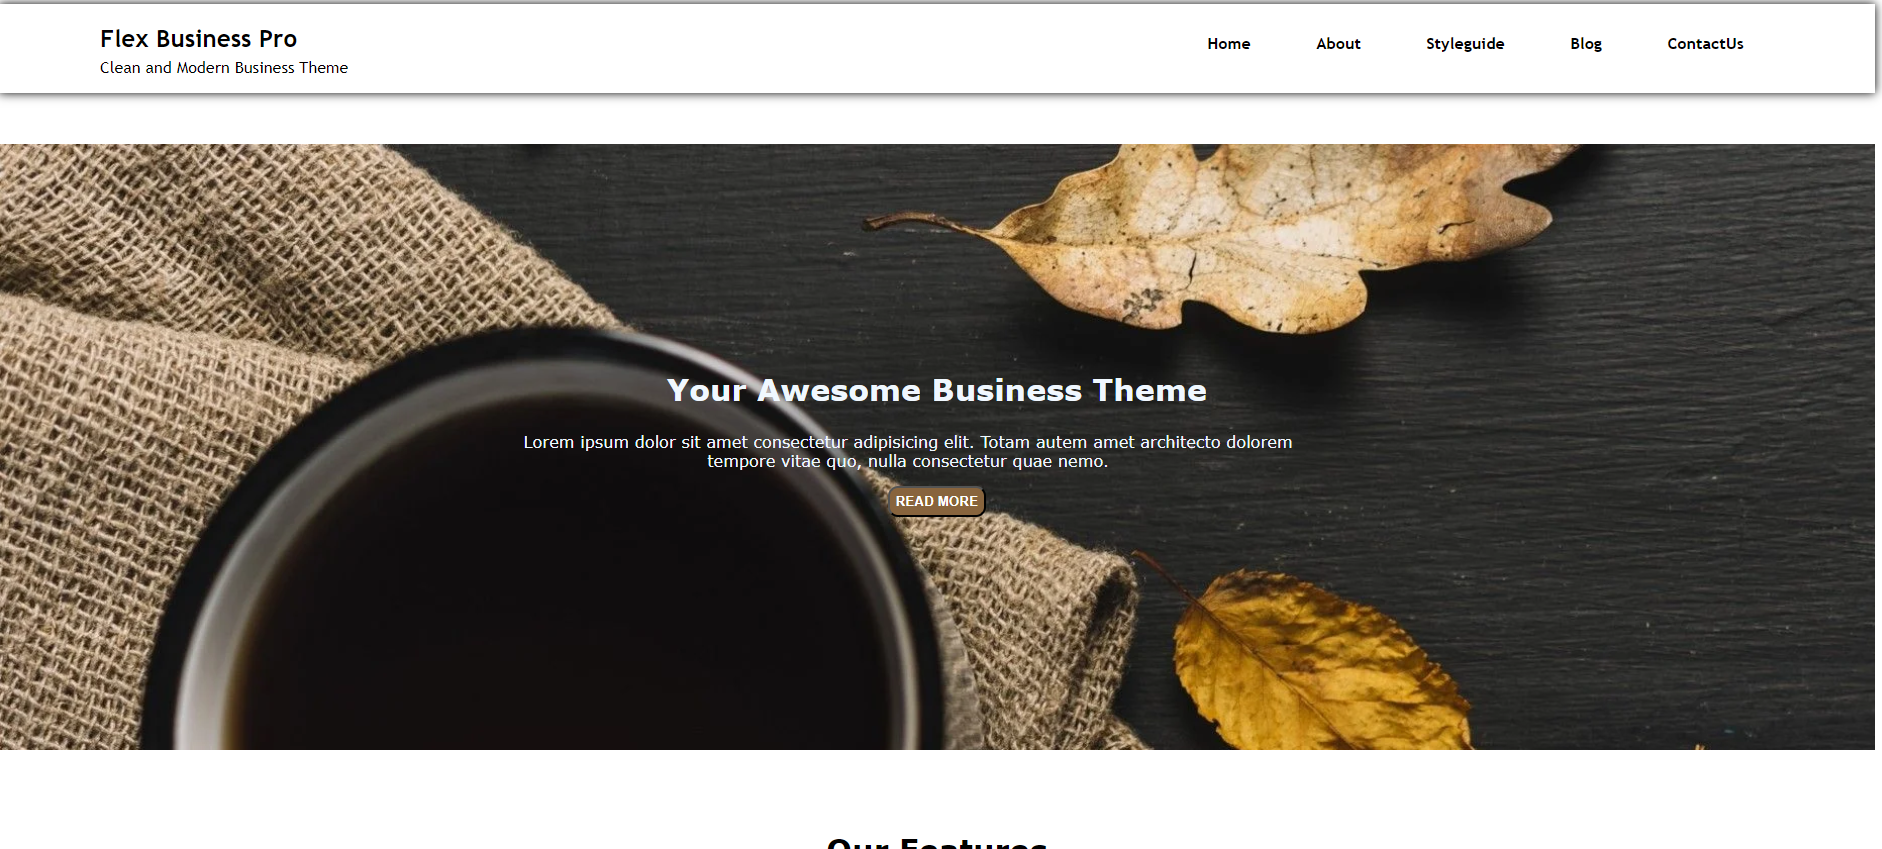 Flex Business Pro
Clean and Modern Business Theme
Home About Styleguide Blog ContactUs
Your Awesome Business Theme
Lorem ipsum dolor sit amet consectetur adipisicing elit. Totam autem amet architecto dolorem
tempore vitae quo, nulla consectetur quae nemo.
READ MORE
Our Features